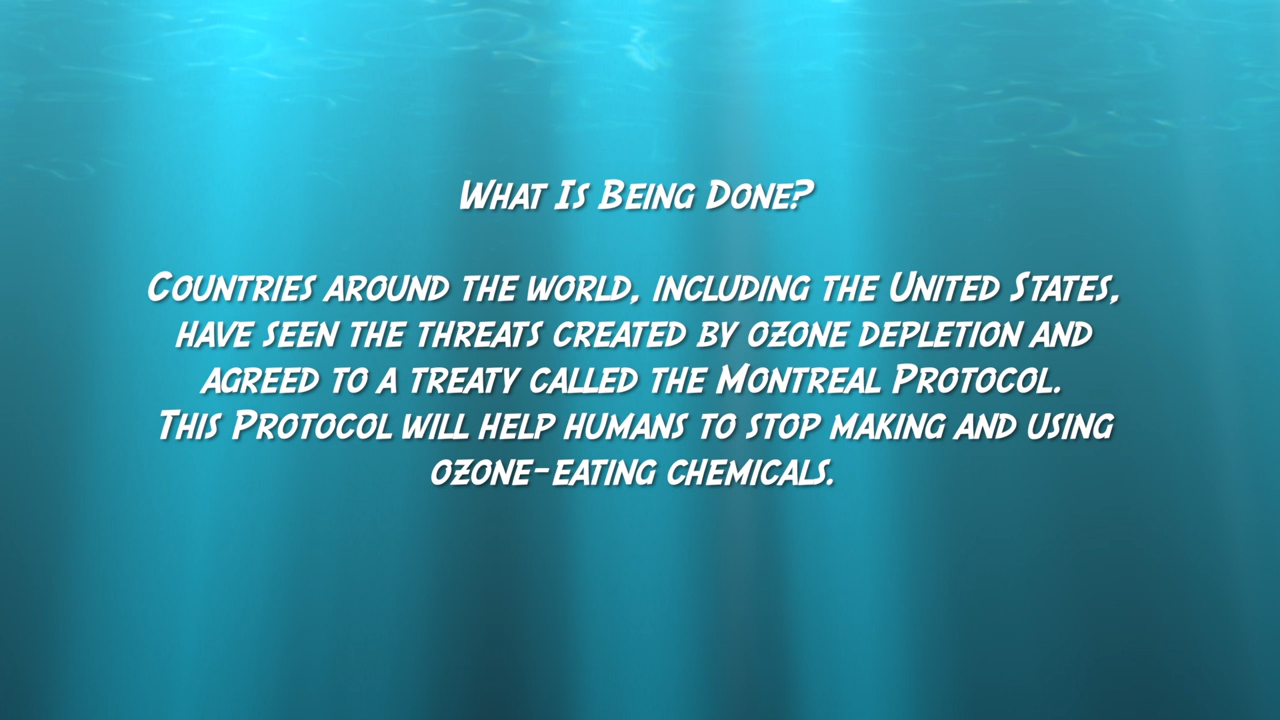 What Is Being Done?
Countries around the world, including the United States,
have seen the threats created by ozone depletion and
agreed to a treaty called the Montreal Protocol.
This Protocol will help humans to stop making and using
ozone-eating chemicals.